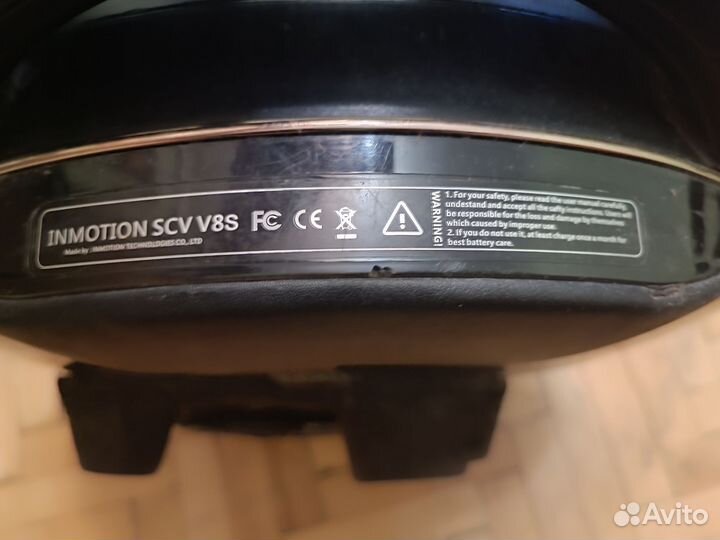 INMOTION SCV V8S FC CE
Made by : INMOTION TECHNOLOGIES CO., LTD
WARNING!
1. For your safety, please read the user manual carefully
undestand and accept all the safty instructions. Users will
be responsible for the loss and damage by themselves
which caused by improper use.
2. If you do not use it, at least charge once a month for
best battery care.
Avito